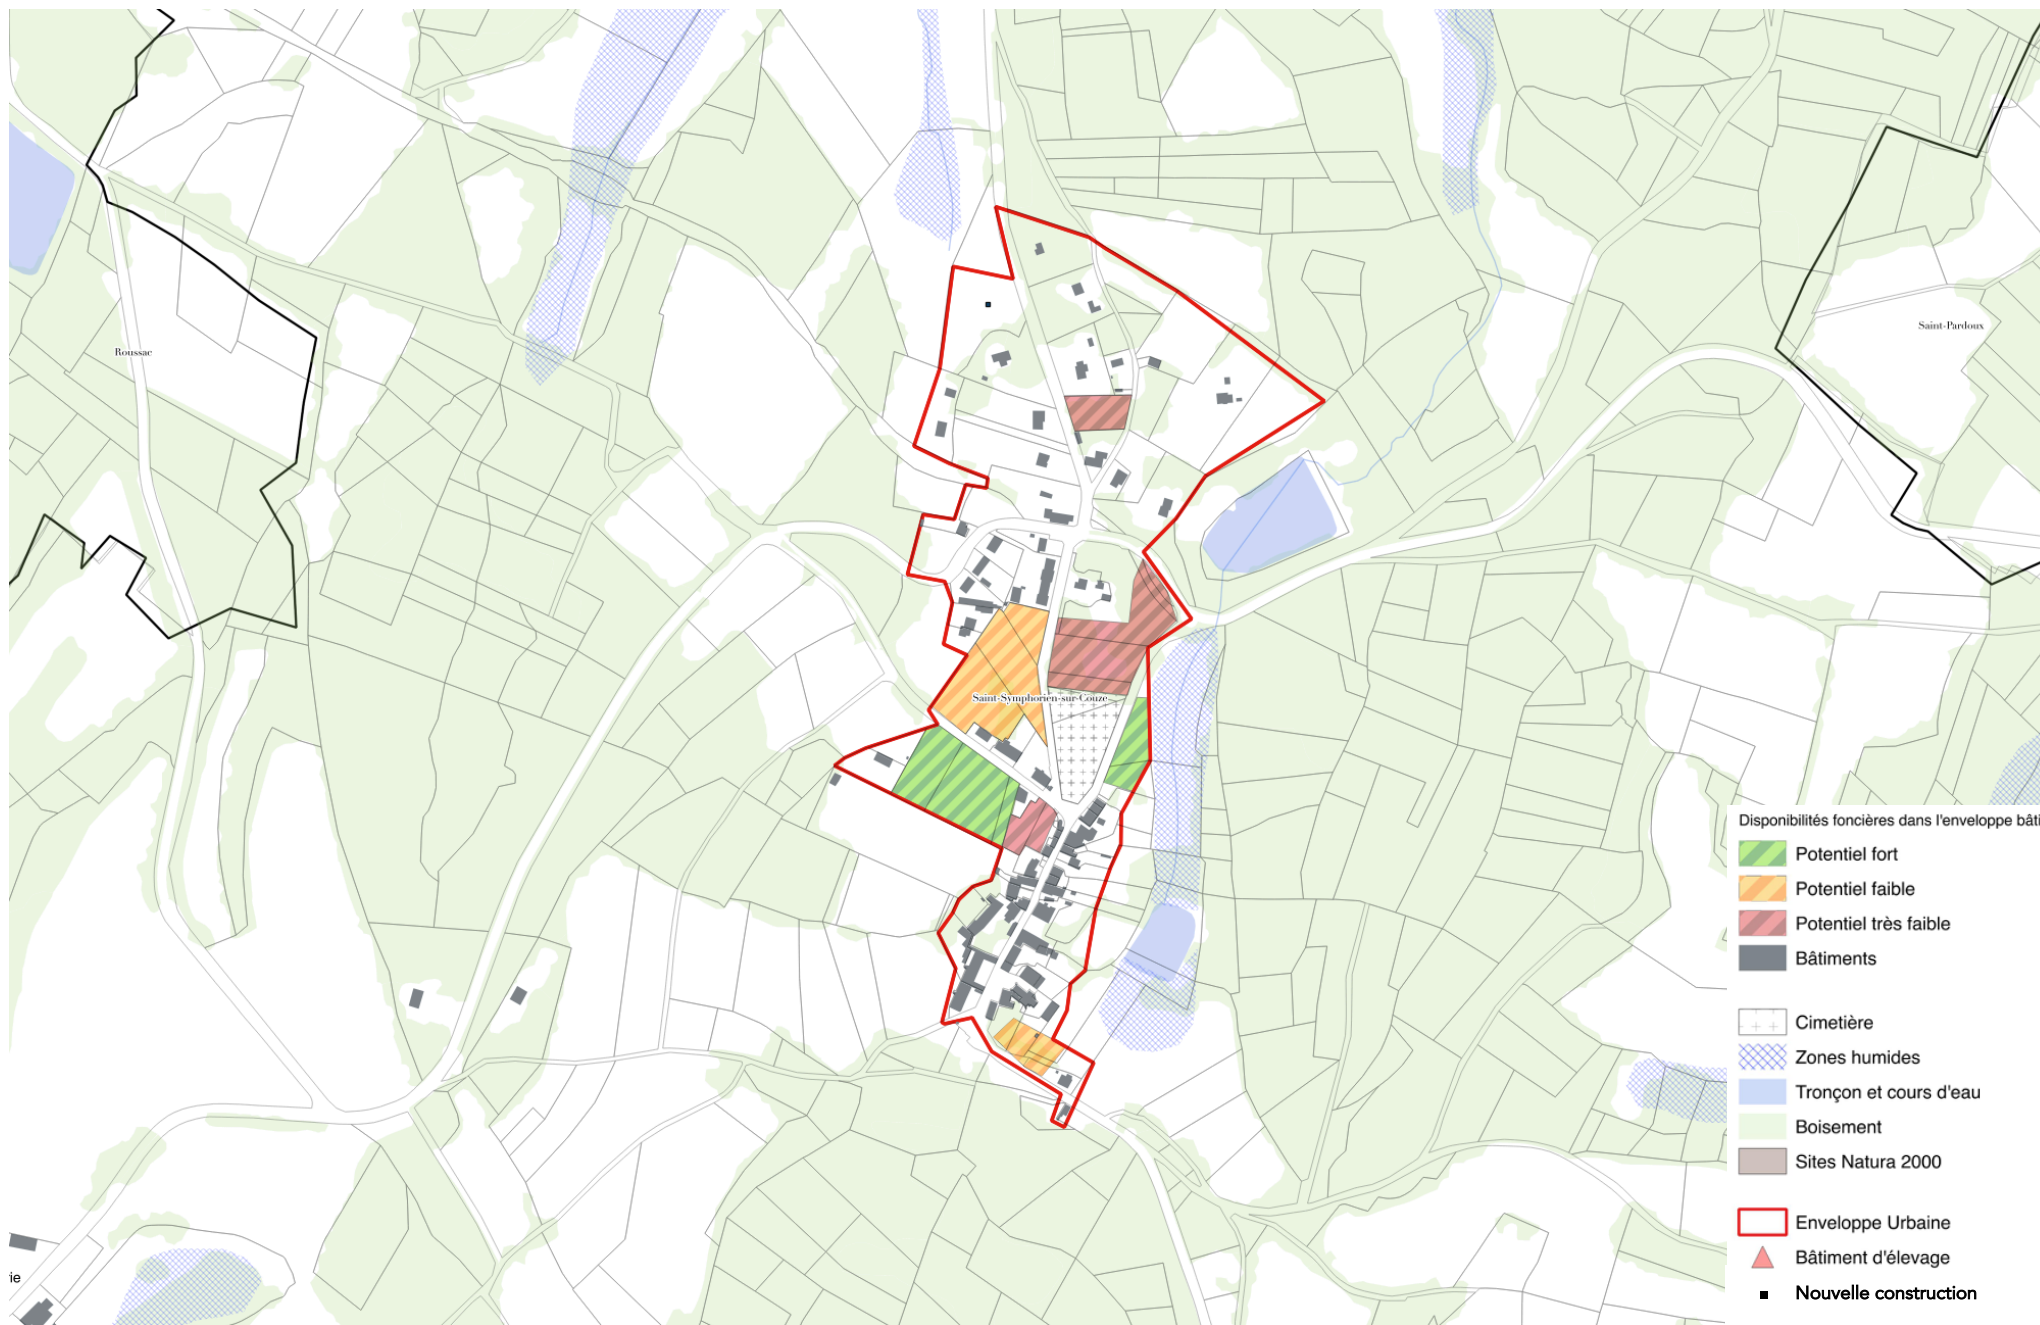 Saint-Pardoux
Roussac
Saint-Symphorien-sur-Couze
Disponibilités foncières dans l'enveloppe bâti
Potentiel fort
Potentiel faible
Potentiel très faible
Bâtiments
Cimetière
Zones humides
Tronçon et cours d'eau
Boisement
Sites Natura 2000
Enveloppe Urbaine
Bâtiment d'élevage
rie
Nouvelle construction